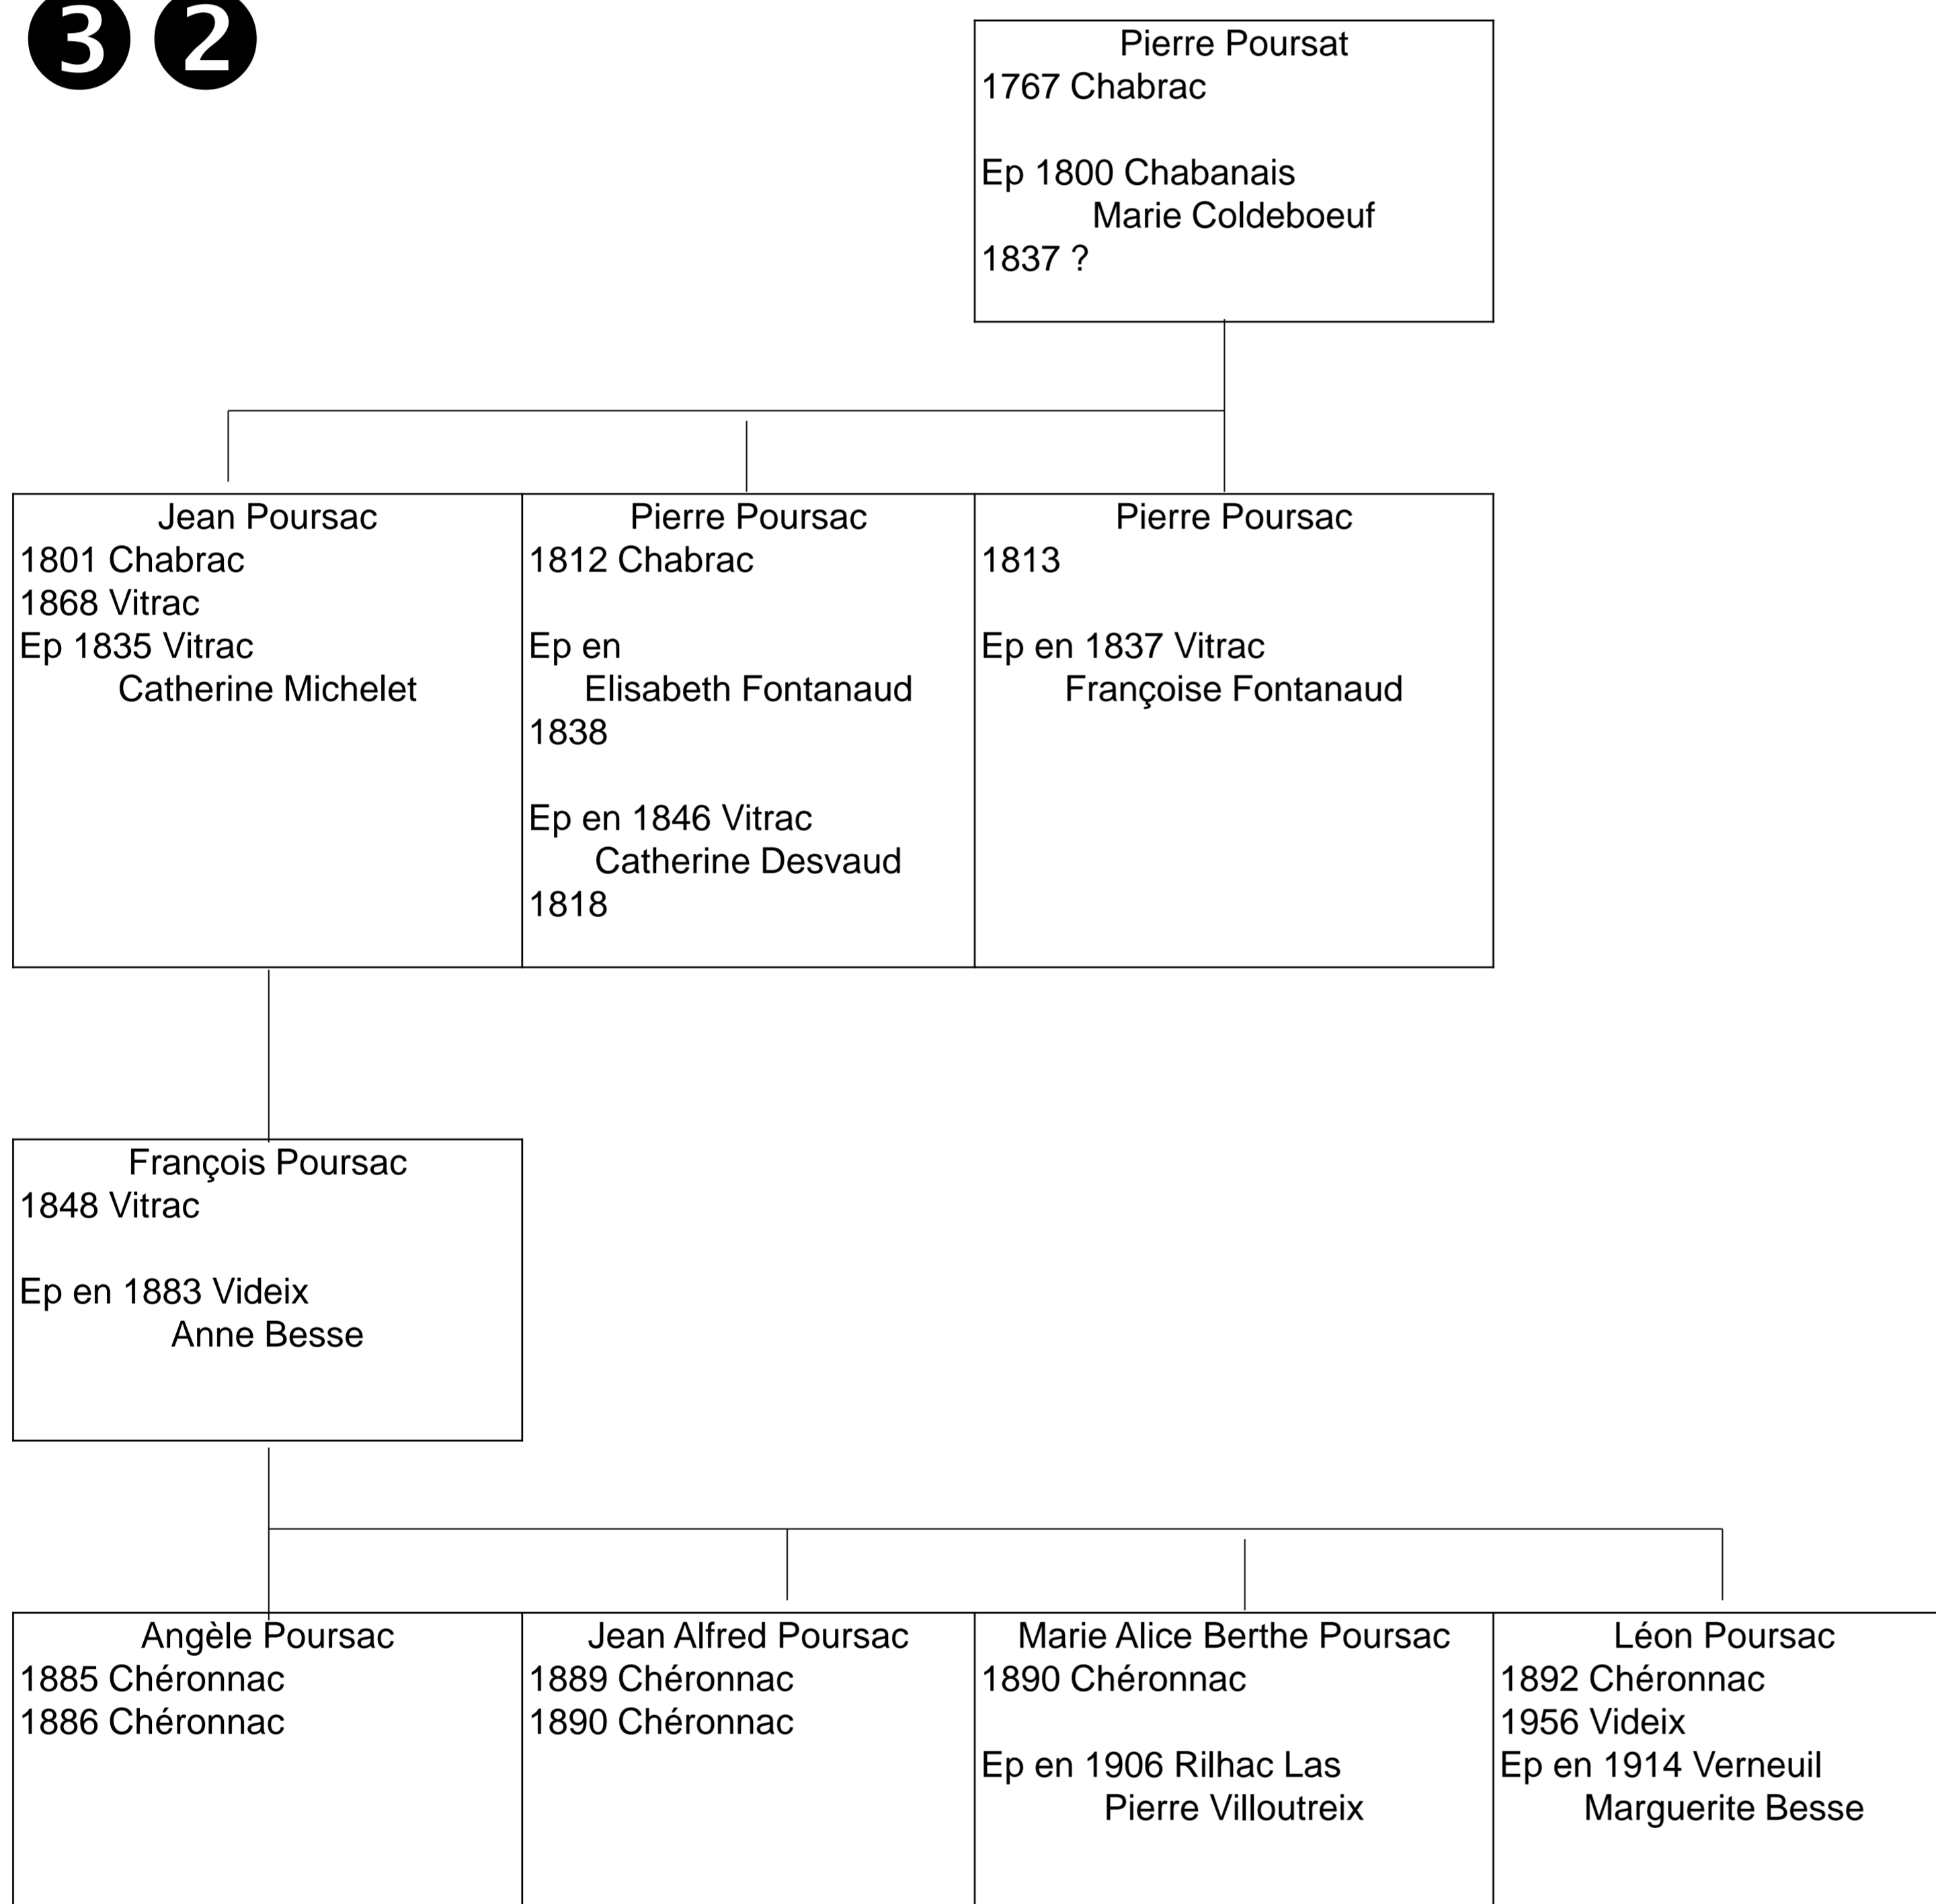 3 2
Pierre Poursat
1767 Chabrac
Ep 1800 Chabanais
Marie Coldeboeuf
1837 ?
Jean Poursac
1801 Chabrac
1868 Vitrac
Ep 1835 Vitrac
Catherine Michelet
Pierre Poursac
1812 Chabrac
Ep en
Elisabeth Fontanaud
1838
Ep en 1846 Vitrac
Catherine Desvaud
1818
Pierre Poursac
1813
Ep en 1837 Vitrac
Françoise Fontanaud
François Poursac
1848 Vitrac
Ep en 1883 Videix
Anne Besse
Angèle Poursac
1885 Chéronnac
1886 Chéronnac
Jean Alfred Poursac
1889 Chéronnac
1890 Chéronnac
Marie Alice Berthe Poursac
1890 Chéronnac
Ep en 1906 Rilhac Las
Pierre Villoutreix
Léon Poursac
1892 Chéronnac
1956 Videix
Ep en 1914 Verneuil
Marguerite Besse